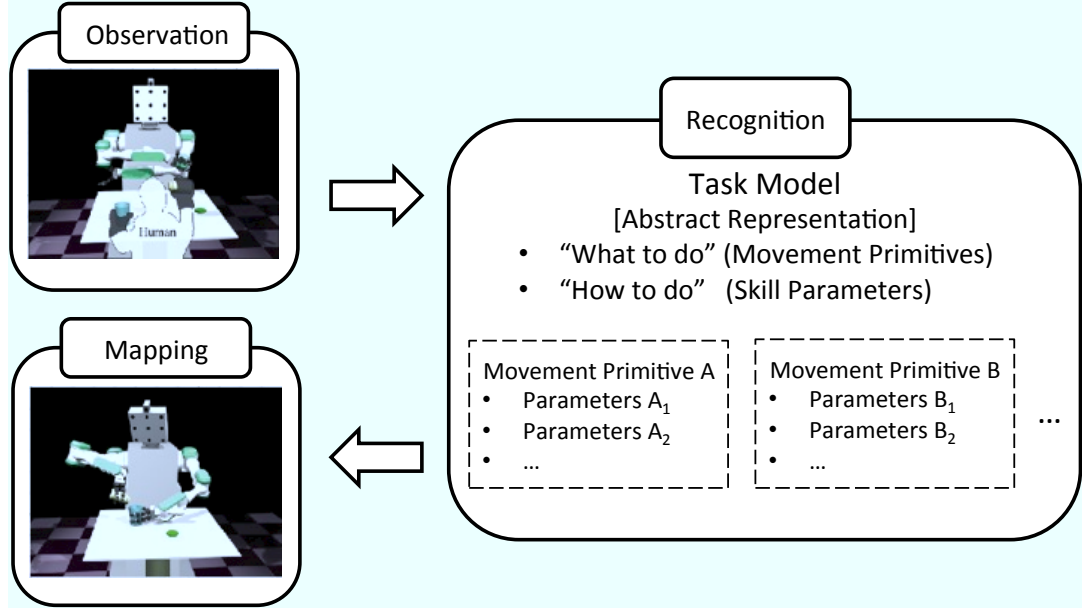 Observation
Human
Recognition
Task Model
[Abstract Representation]
• “What to do” (Movement Primitives)
• “How to do” (Skill Parameters)
Movement Primitive A
• Parameters A₁
• Parameters A₂
• ...
Movement Primitive B
• Parameters B₁
• Parameters B₂
• ...
...
Mapping